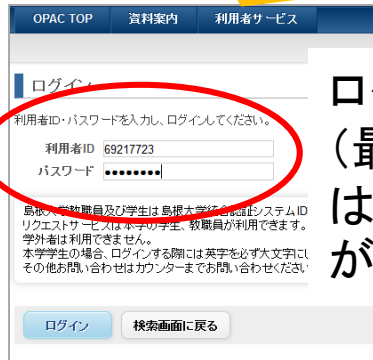 OPAC TOP 資料案内 利用者サービス
ログイン
利用者ID・パスワードを入力し、ログインしてください。
利用者ID 69217723
パスワード ●●●●●●●●
島根大学教職員及び学生は島根大学統合認証システムID
リクエストサービスは本学の学生、教職員が利用できます。
学外者は利用できません。
本学学生の場合、ログインする際には英字を必ず大文字に
その他お問い合わせはカウンターまでお問い合わせください
ログイン 検索画面に戻る
ロ
（最
は
が